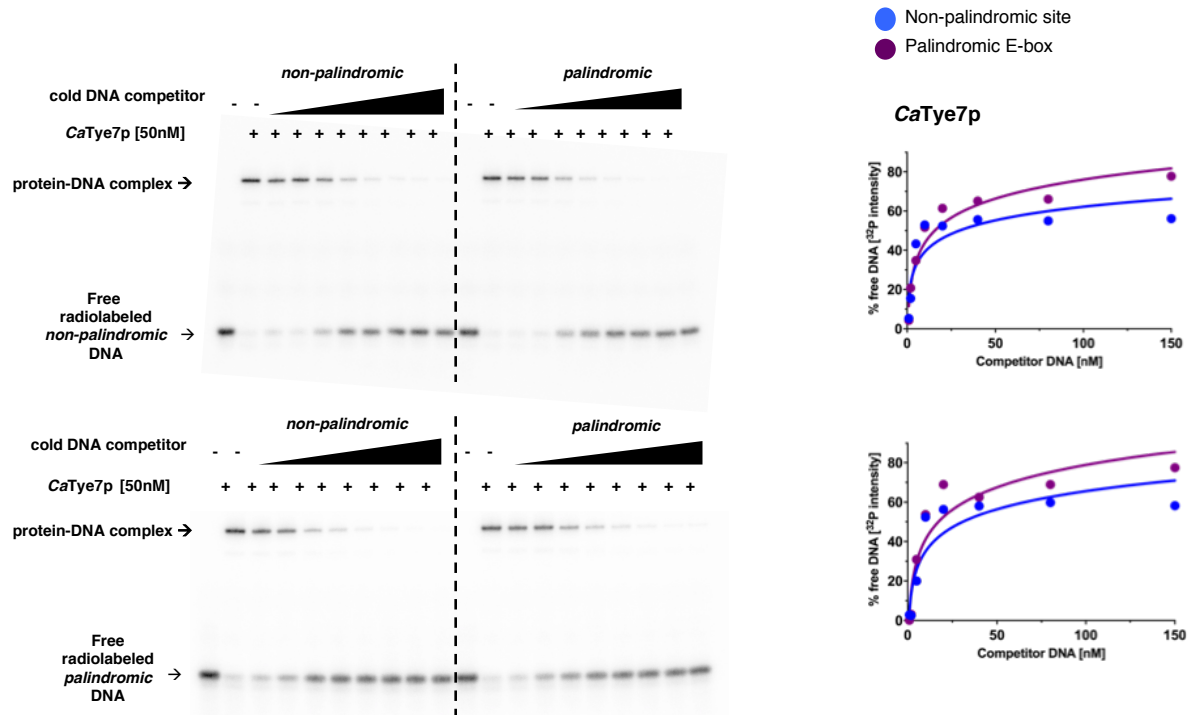 Non-palindromic site
Palindromic E-box
non-palindromic
palindromic
cold DNA competitor
- -
- -
CaTye7p [50nM]
+ + + + + + + + +
+ + + + + + + + +
protein-DNA complex →
Free
radiolabeled
non-palindromic →
DNA
CaTye7p
% free DNA [32P intensity]
80
60
40
20
0
0 50 100 150
Competitor DNA [nM]
non-palindromic
palindromic
cold DNA competitor
- -
- -
CaTye7p [50nM]
+ + + + + + + + + +
+ + + + + + + + +
protein-DNA complex →
Free
radiolabeled
palindromic →
DNA
% free DNA [32P intensity]
80
60
40
20
0
0 50 100 150
Competitor DNA [nM]